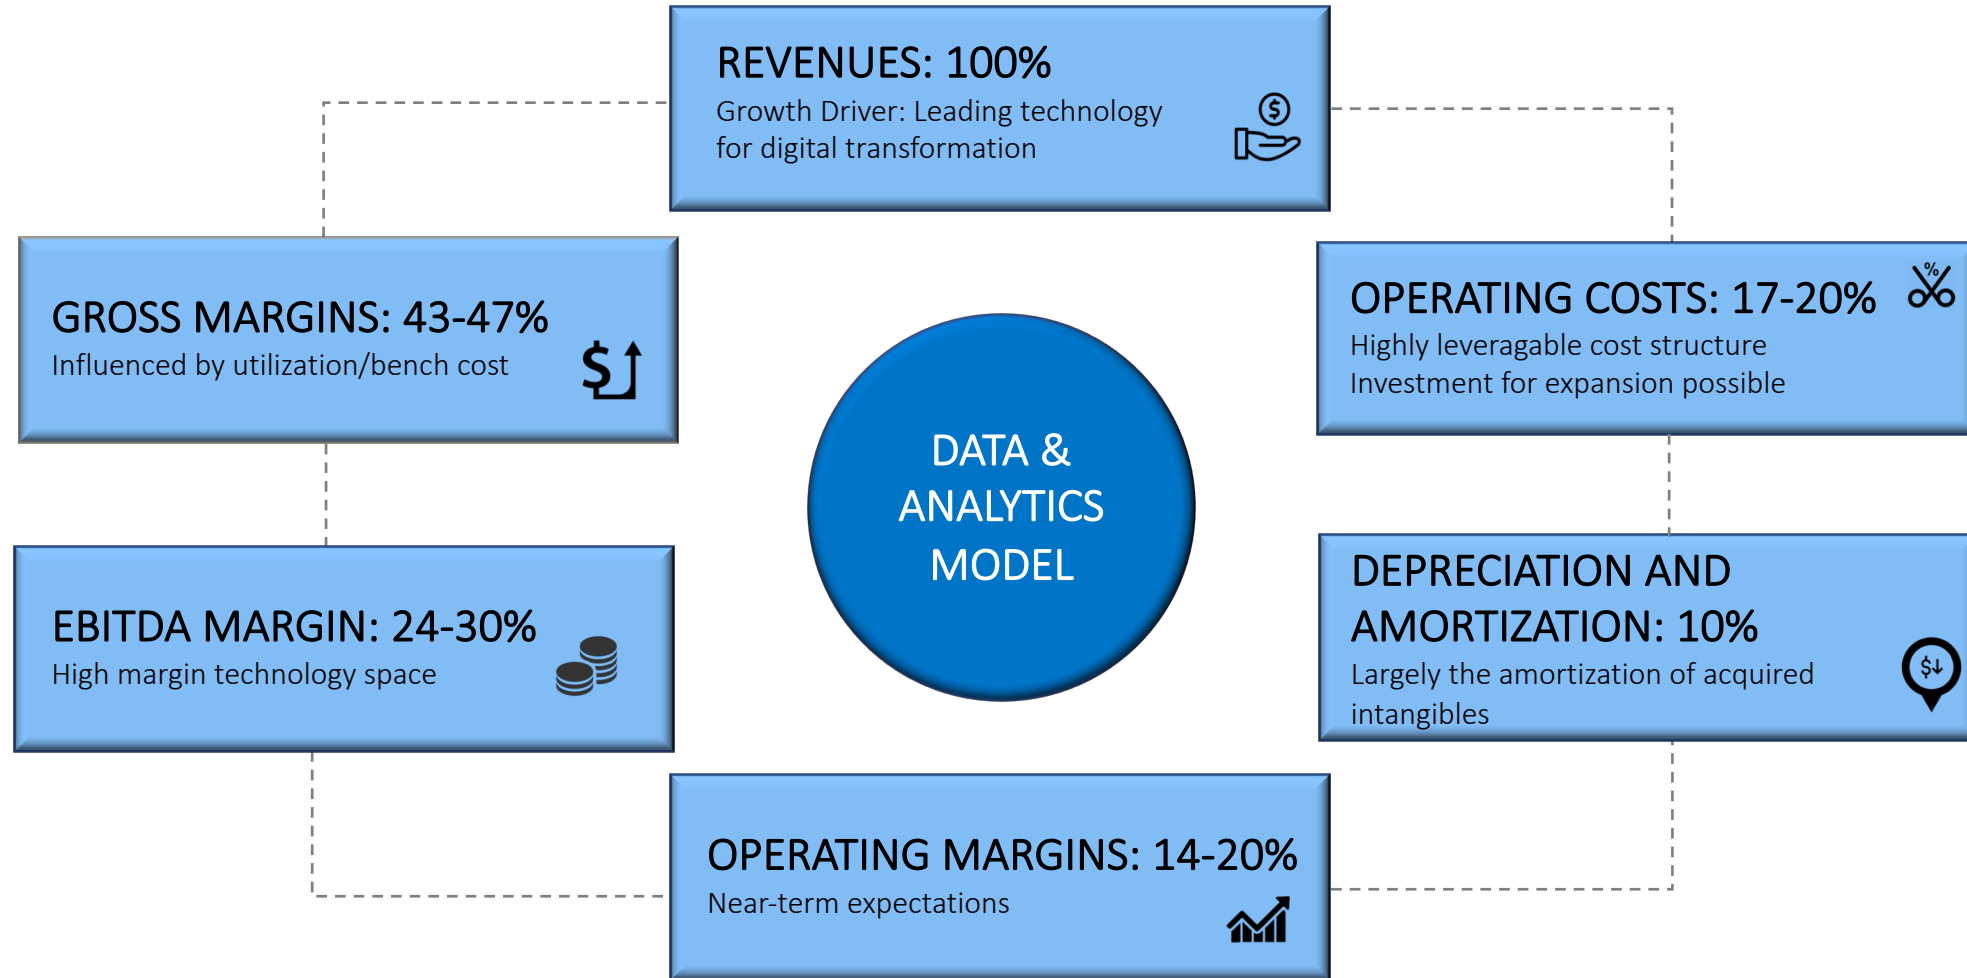 REVENUES: 100%
Growth Driver: Leading technology
for digital transformation
GROSS MARGINS: 43-47%
Influenced by utilization/bench cost
$
OPERATING COSTS: 17-20%
Highly leveragable cost structure
Investment for expansion possible
%
DATA &
ANALYTICS
MODEL
EBITDA MARGIN: 24-30%
High margin technology space
DEPRECIATION AND
AMORTIZATION: 10%
Largely the amortization of acquired
intangibles
$
OPERATING MARGINS: 14-20%
Near-term expectations